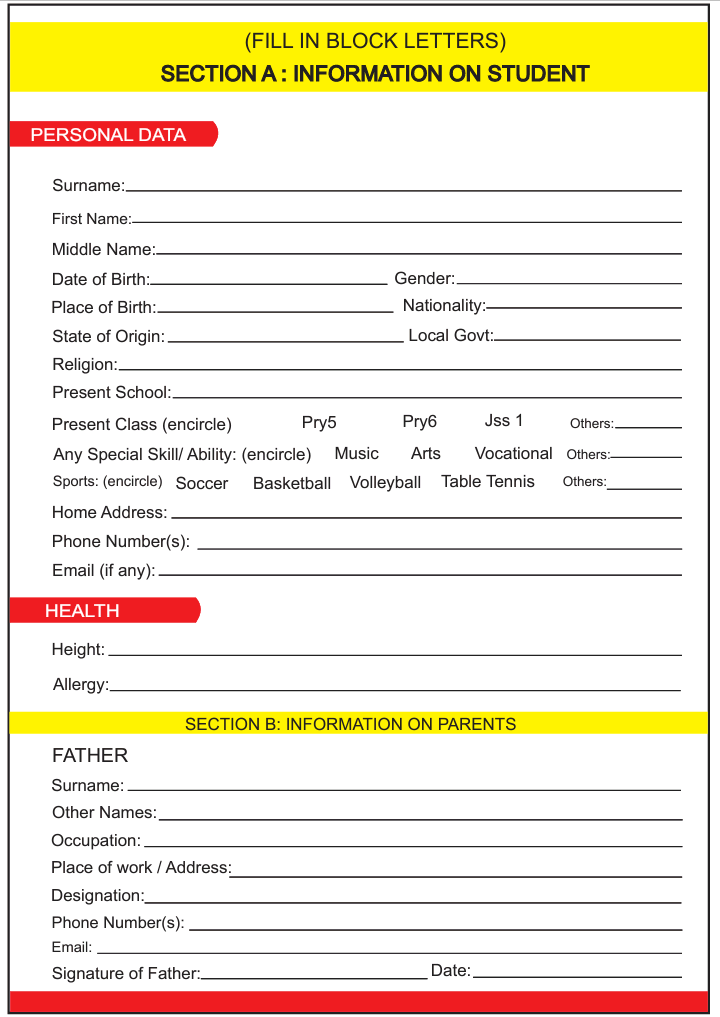 (FILL IN BLOCK LETTERS)
SECTION A : INFORMATION ON STUDENT
PERSONAL DATA
Surname:
First Name:
Middle Name:
Date of Birth: Gender:
Place of Birth: Nationality:
State of Origin: Local Govt:
Religion:
Present School:
Present Class (encircle) Pry5 Pry6 Jss 1 Others:
Any Special Skill/ Ability: (encircle) Music Arts Vocational Others:
Sports: (encircle) Soccer Basketball Volleyball Table Tennis Others:
Home Address:
Phone Number(s):
Email (if any):
HEALTH
Height:
Allergy:
SECTION B: INFORMATION ON PARENTS
FATHER
Surname:
Other Names:
Occupation:
Place of work / Address:
Designation:
Phone Number(s):
Email:
Signature of Father: Date: